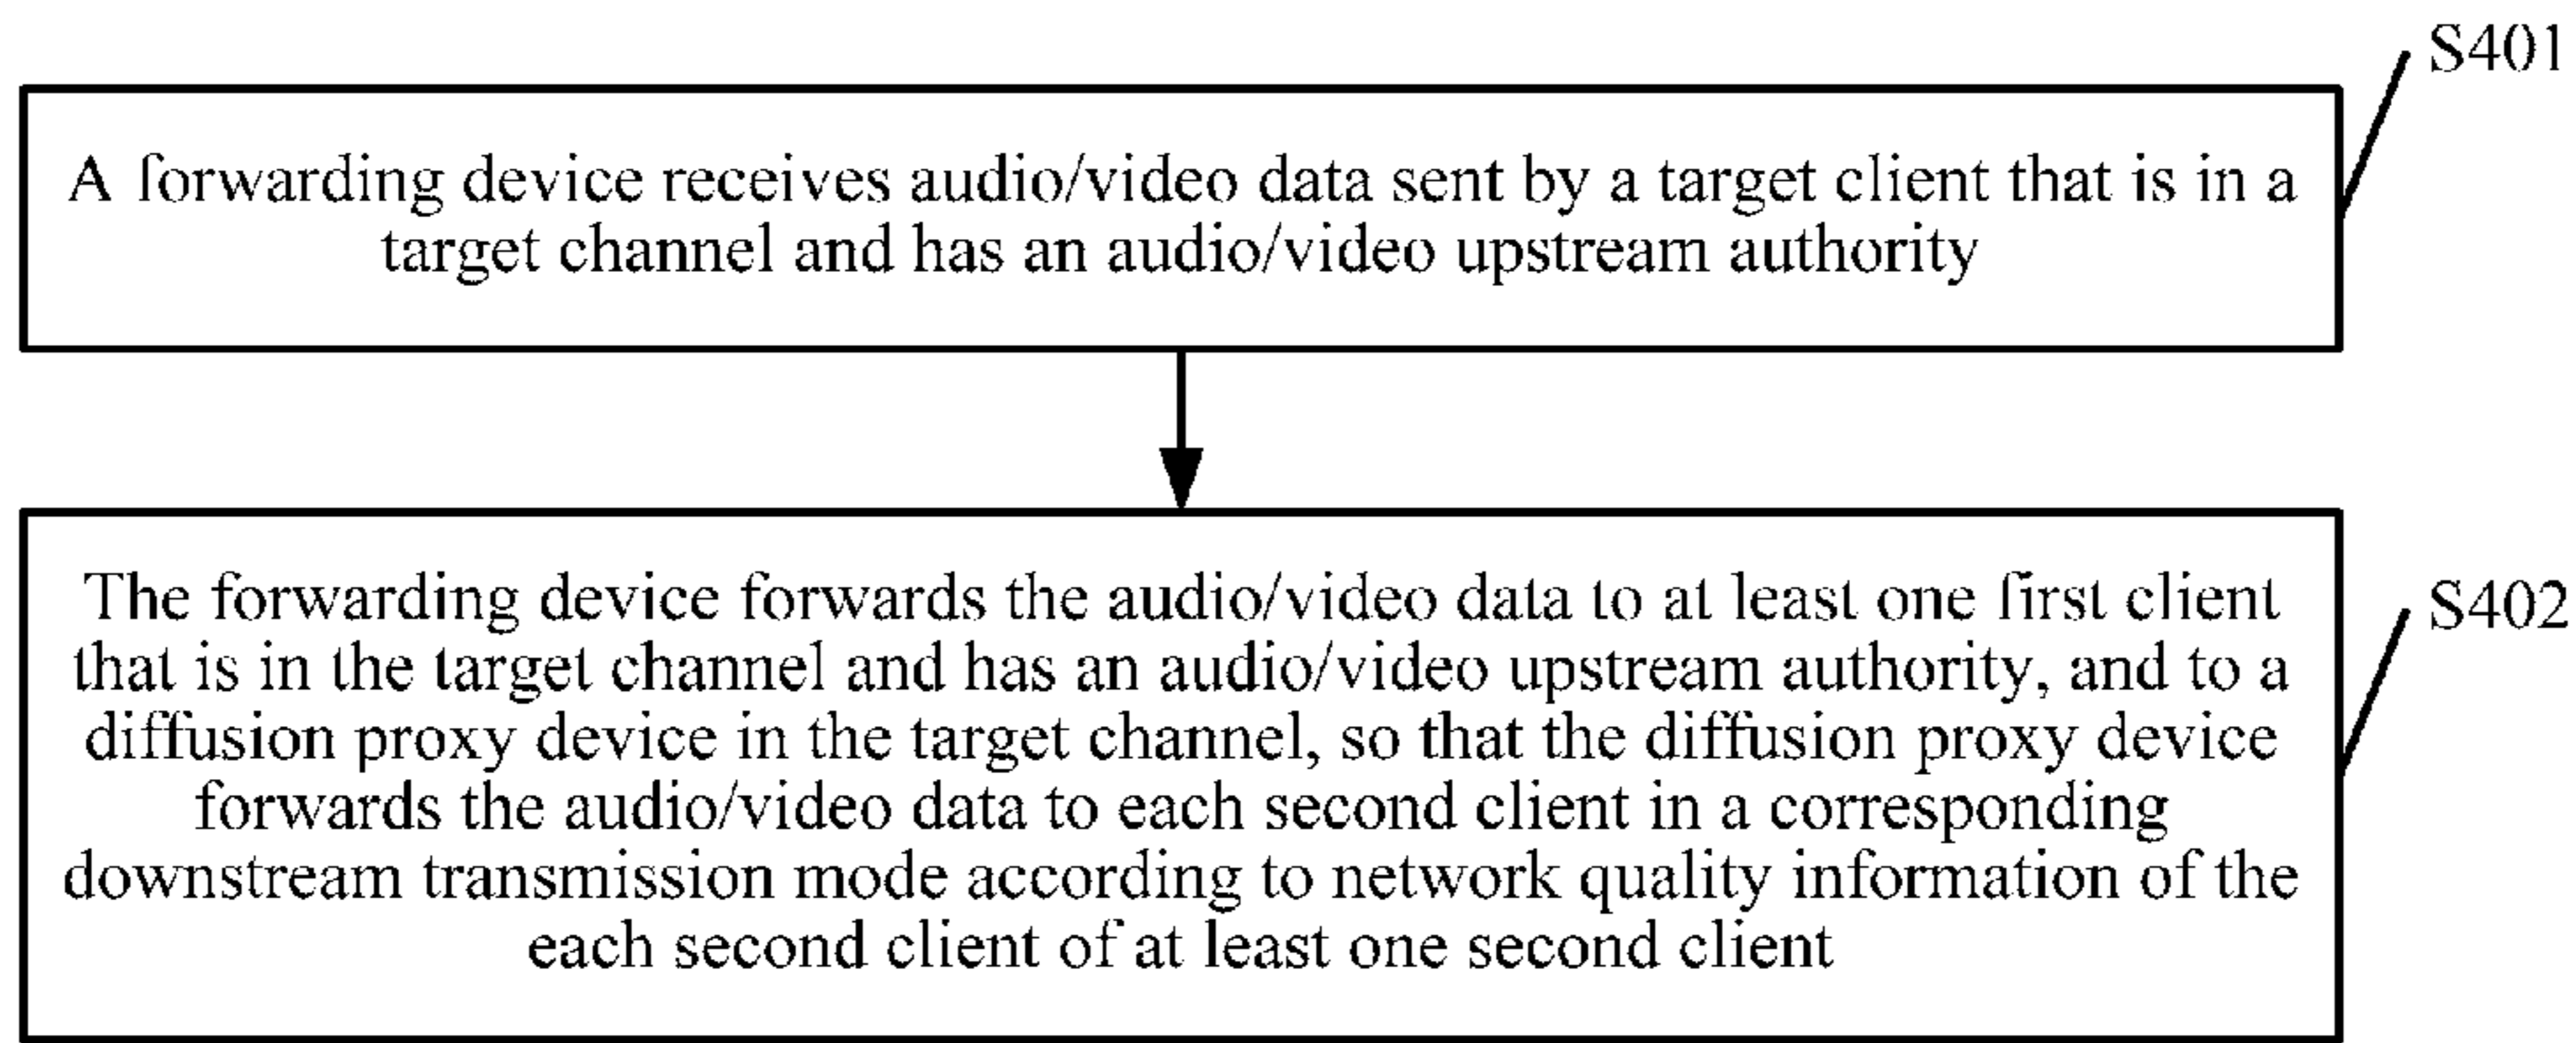 S401
A forwarding device receives audio/video data sent by a target client that is in a
target channel and has an audio/video upstream authority
S402
The forwarding device forwards the audio/video data to at least one first client
that is in the target channel and has an audio/video upstream authority, and to a
diffusion proxy device in the target channel, so that the diffusion proxy device
forwards the audio/video data to each second client in a corresponding
downstream transmission mode according to network quality information of the
each second client of at least one second client